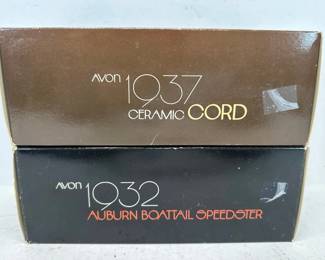 AVON 1937
CERAMIC CORD
AVON 1932
AUBURN BOATTAIL SPEEDSTER